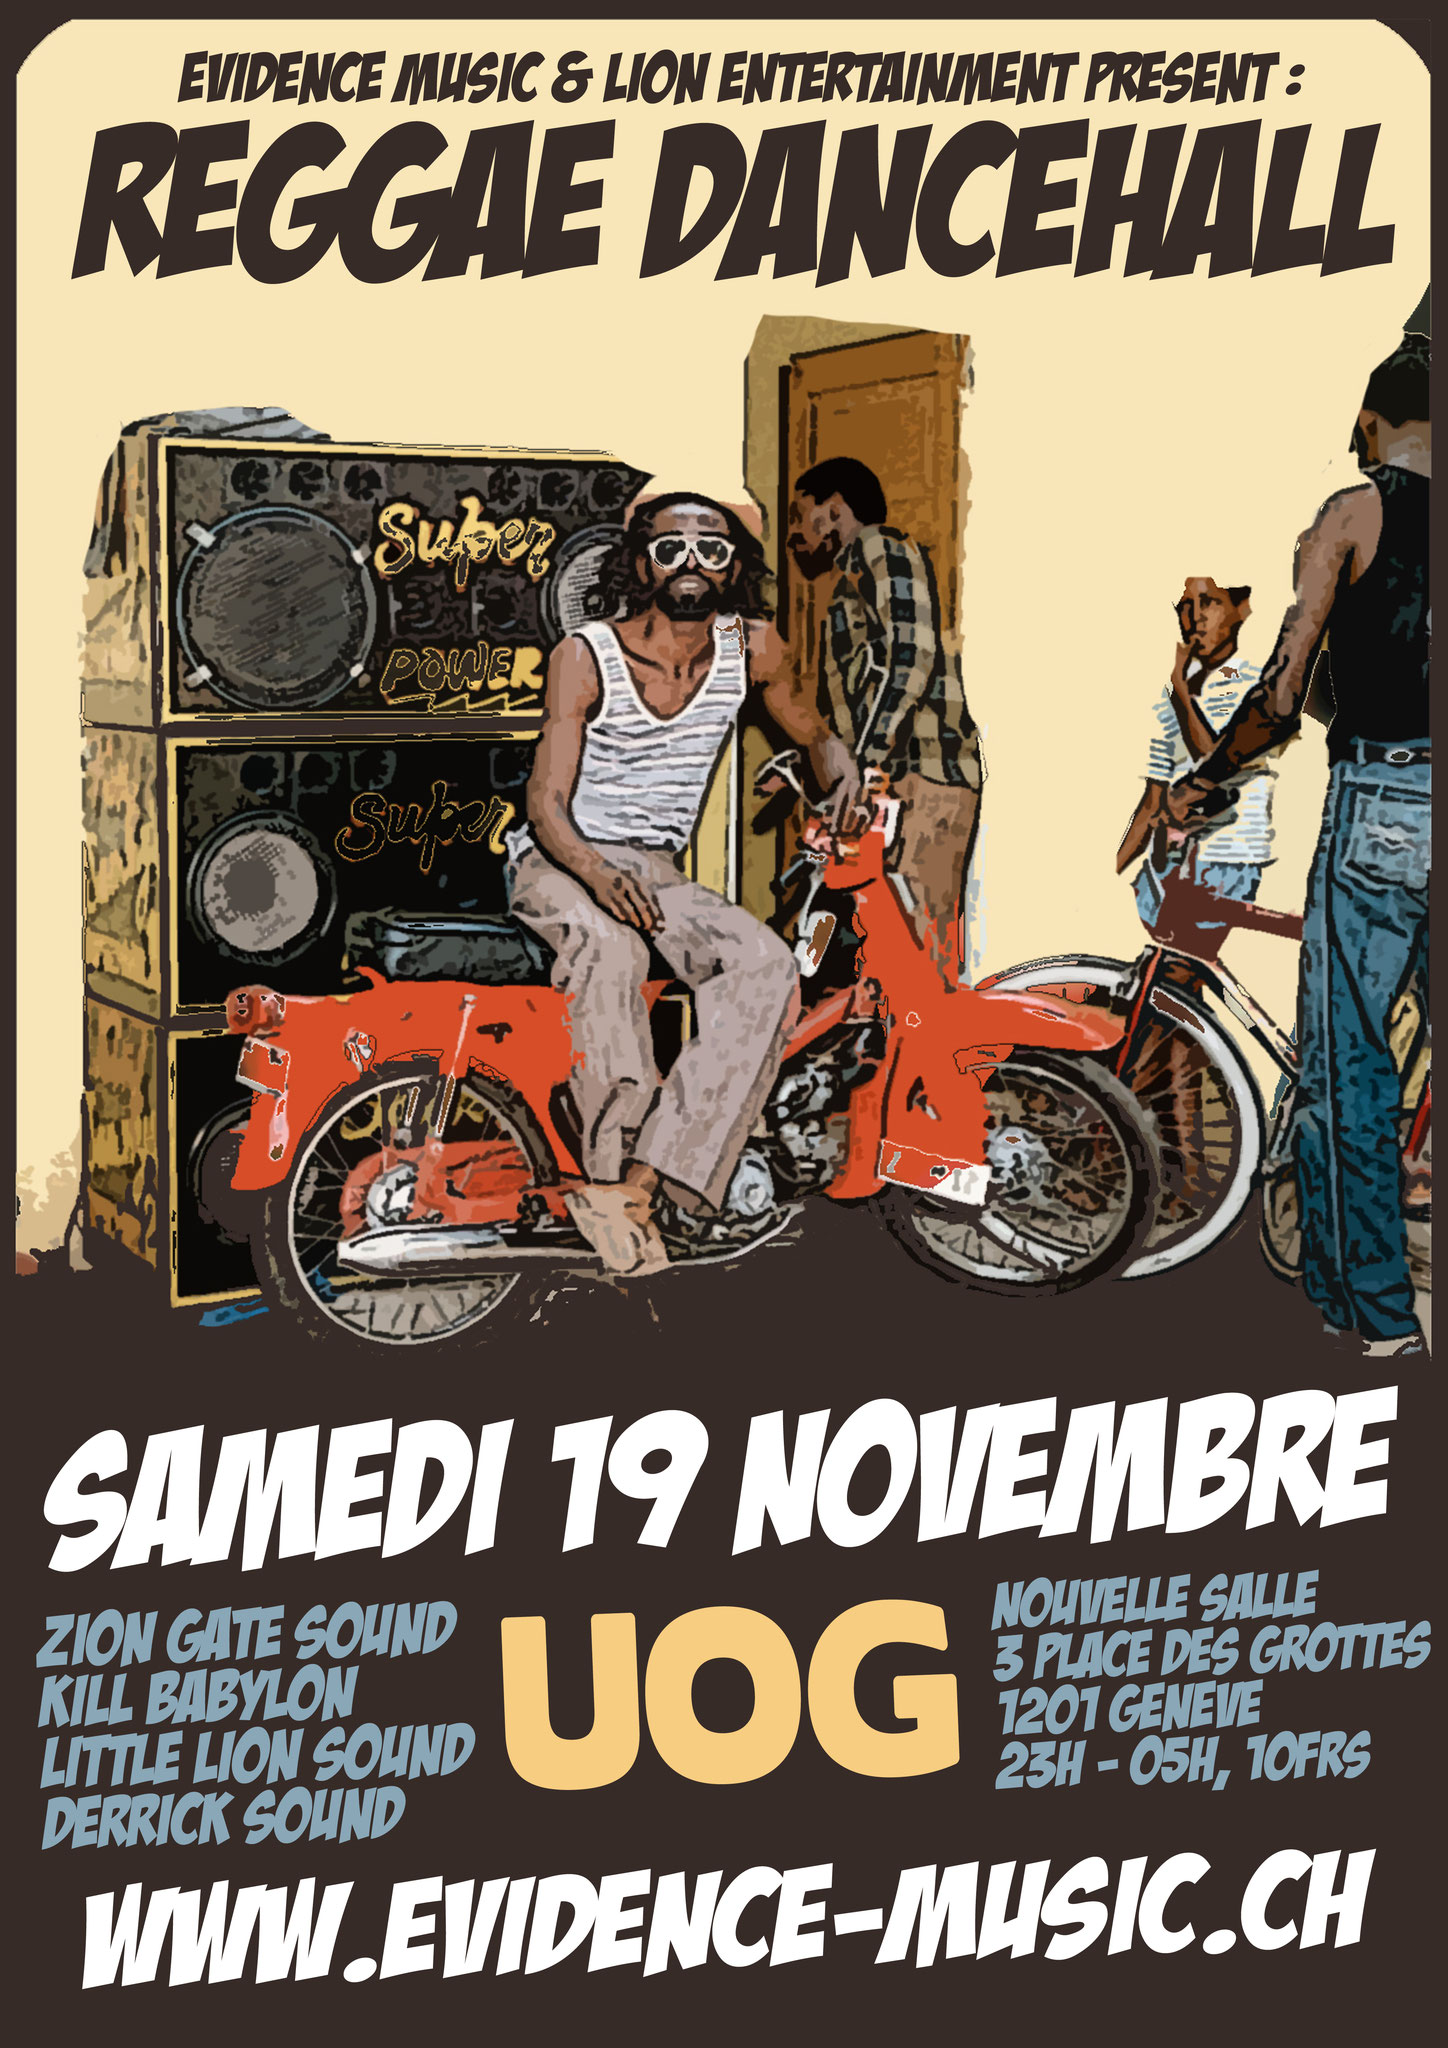 EVIDENCE MUSIC & LION ENTERTAINMENT PRESENT :
REGGAE DANCEHALL
Super
POWER
Super
SAMEDI 19 NOVEMBRE
ZION GATE SOUND
KILL BABYLON
LITTLE LION SOUND
DERRICK SOUND
UOG
NOUVELLE SALLE
3 PLACE DES GROTTES
1201 GENEVE
23H - 05H, 10FRS
WWW.EVIDENCE-MUSIC.CH